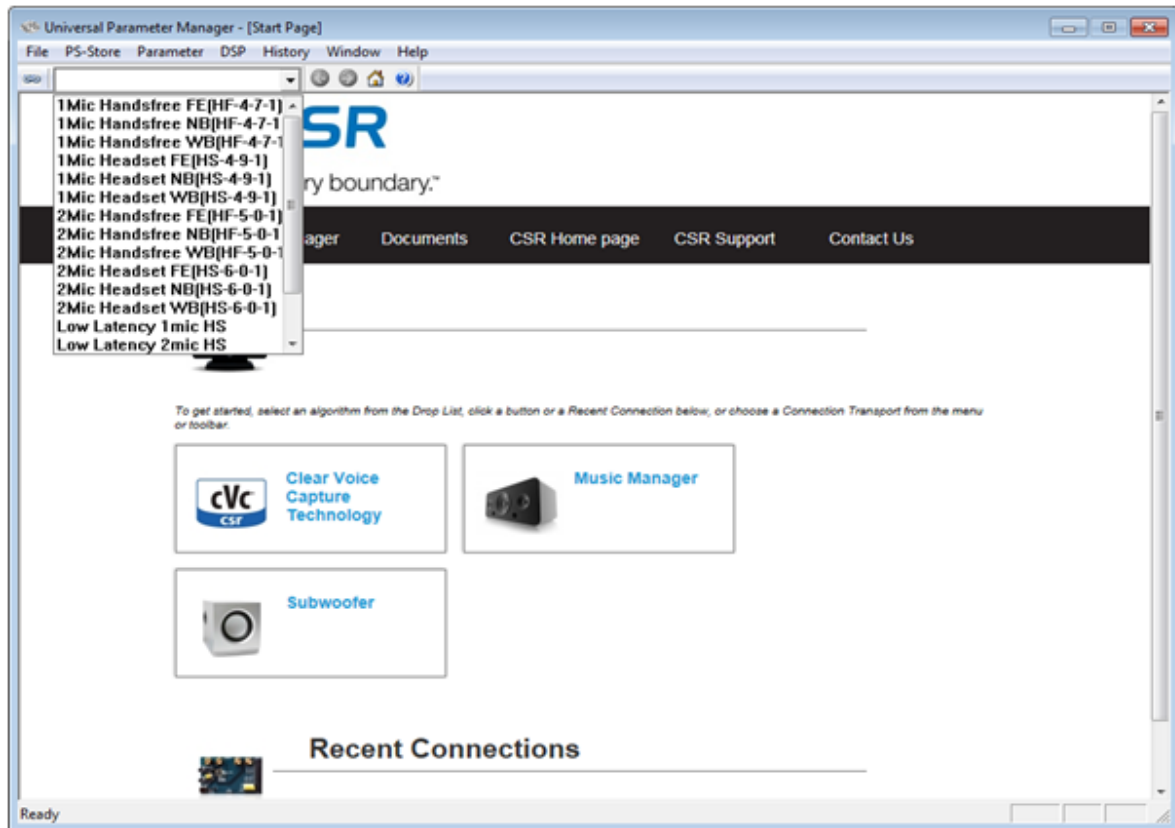 Universal Parameter Manager - [Start Page]
File PS-Store Parameter DSP History Window Help
1Mic Handsfree FE[HF-4-7-1]
1Mic Handsfree NB[HF-4-7-1
1Mic Handsfree WB[HF-4-7-1
1Mic Headset FE[HS-4-9-1]
1Mic Headset NB[HS-4-9-1]
1Mic Headset WB[HS-4-9-1]
2Mic Handsfree FE[HF-5-0-1]
2Mic Handsfree NB[HF-5-0-1
2Mic Handsfree WB[HF-5-0-1
2Mic Headset FE[HS-6-0-1]
2Mic Headset NB[HS-6-0-1]
2Mic Headset WB[HS-6-0-1]
Low Latency 1mic HS
Low Latency 2mic HS
SR
ry boundary.™
ager Documents CSR Home page CSR Support Contact Us
To get started, select an algorithm from the Drop List, click a button or a Recent Connection below, or choose a Connection Transport from the menu
or toolbar.
cVc
csr
Clear Voice
Capture
Technology
Music Manager
Subwoofer
Recent Connections
Ready